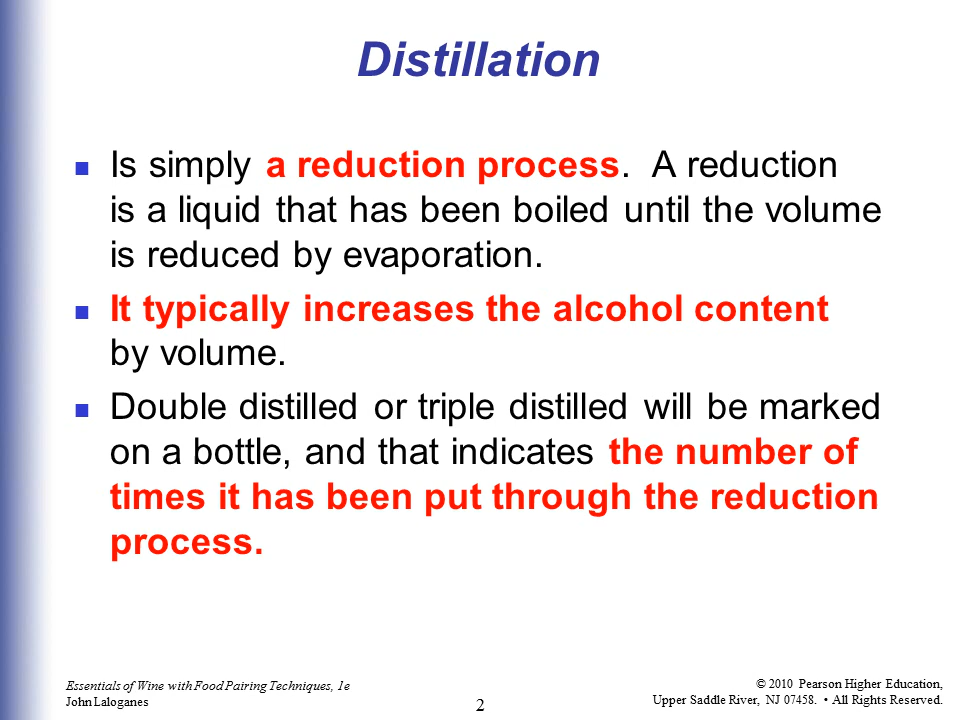 Distillation
Is simply a reduction process.  A reduction
is a liquid that has been boiled until the volume
is reduced by evaporation.
It typically increases the alcohol content
by volume.
Double distilled or triple distilled will be marked
on a bottle, and that indicates the number of
times it has been put through the reduction
process.
Essentials of Wine with Food Pairing Techniques, 1e
John Laloganes
2
© 2010 Pearson Higher Education,
Upper Saddle River, NJ 07458. • All Rights Reserved.